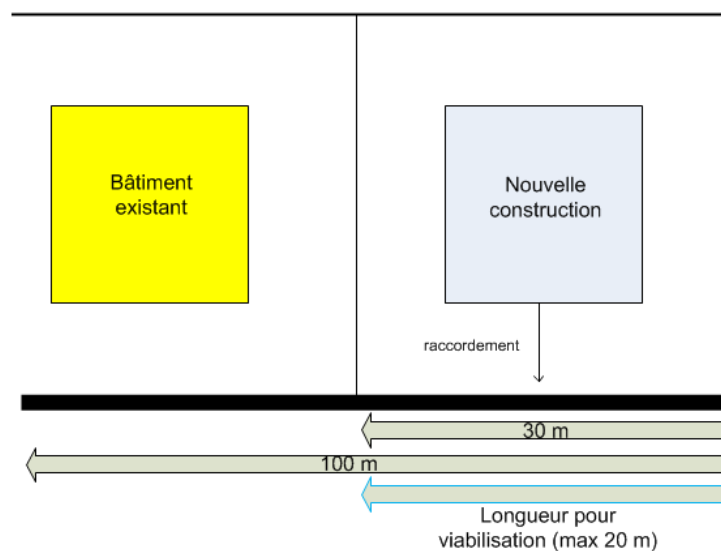 Bâtiment
existant
Nouvelle
construction
raccordement
30 m
100 m
Longueur pour
viabilisation (max 20 m)